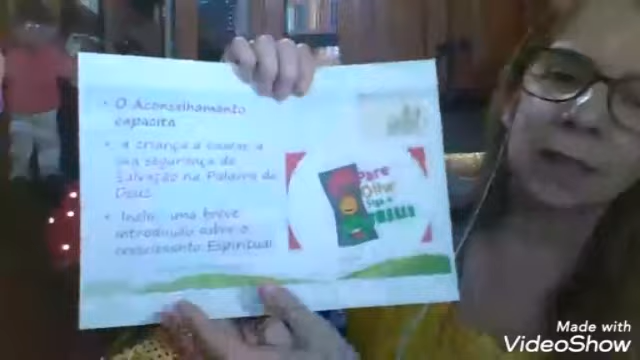 • O Aconselhamento
capacita
• a criança a basear a
sua segurança de
Salvação na Palavra de
Deus.
• Inclui uma breve
introdução sobre o
crescimento Espiritual
Pare
Olhe
Siga a
Made with
VideoShow